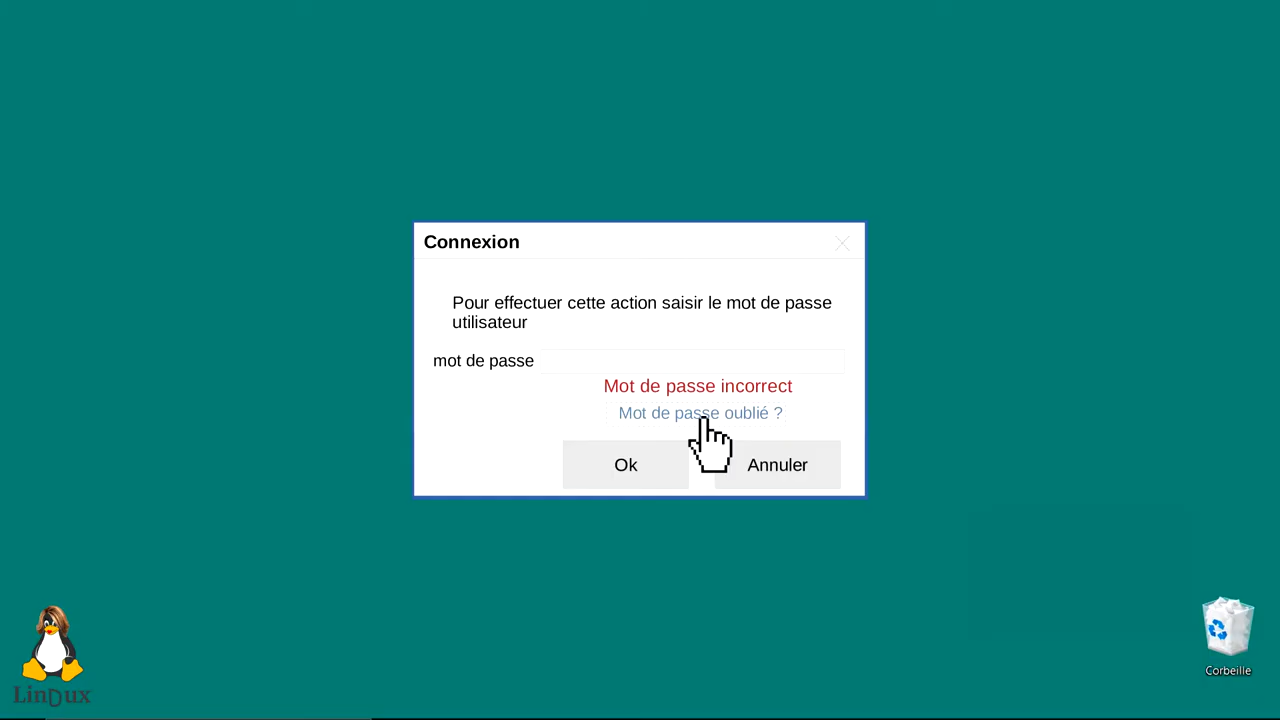 Connexion
Pour effectuer cette action saisir le mot de passe
utilisateur
mot de passe
Mot de passe incorrect
Mot de passe oublié ?
Ok
Annuler
LinDux
Corbeille